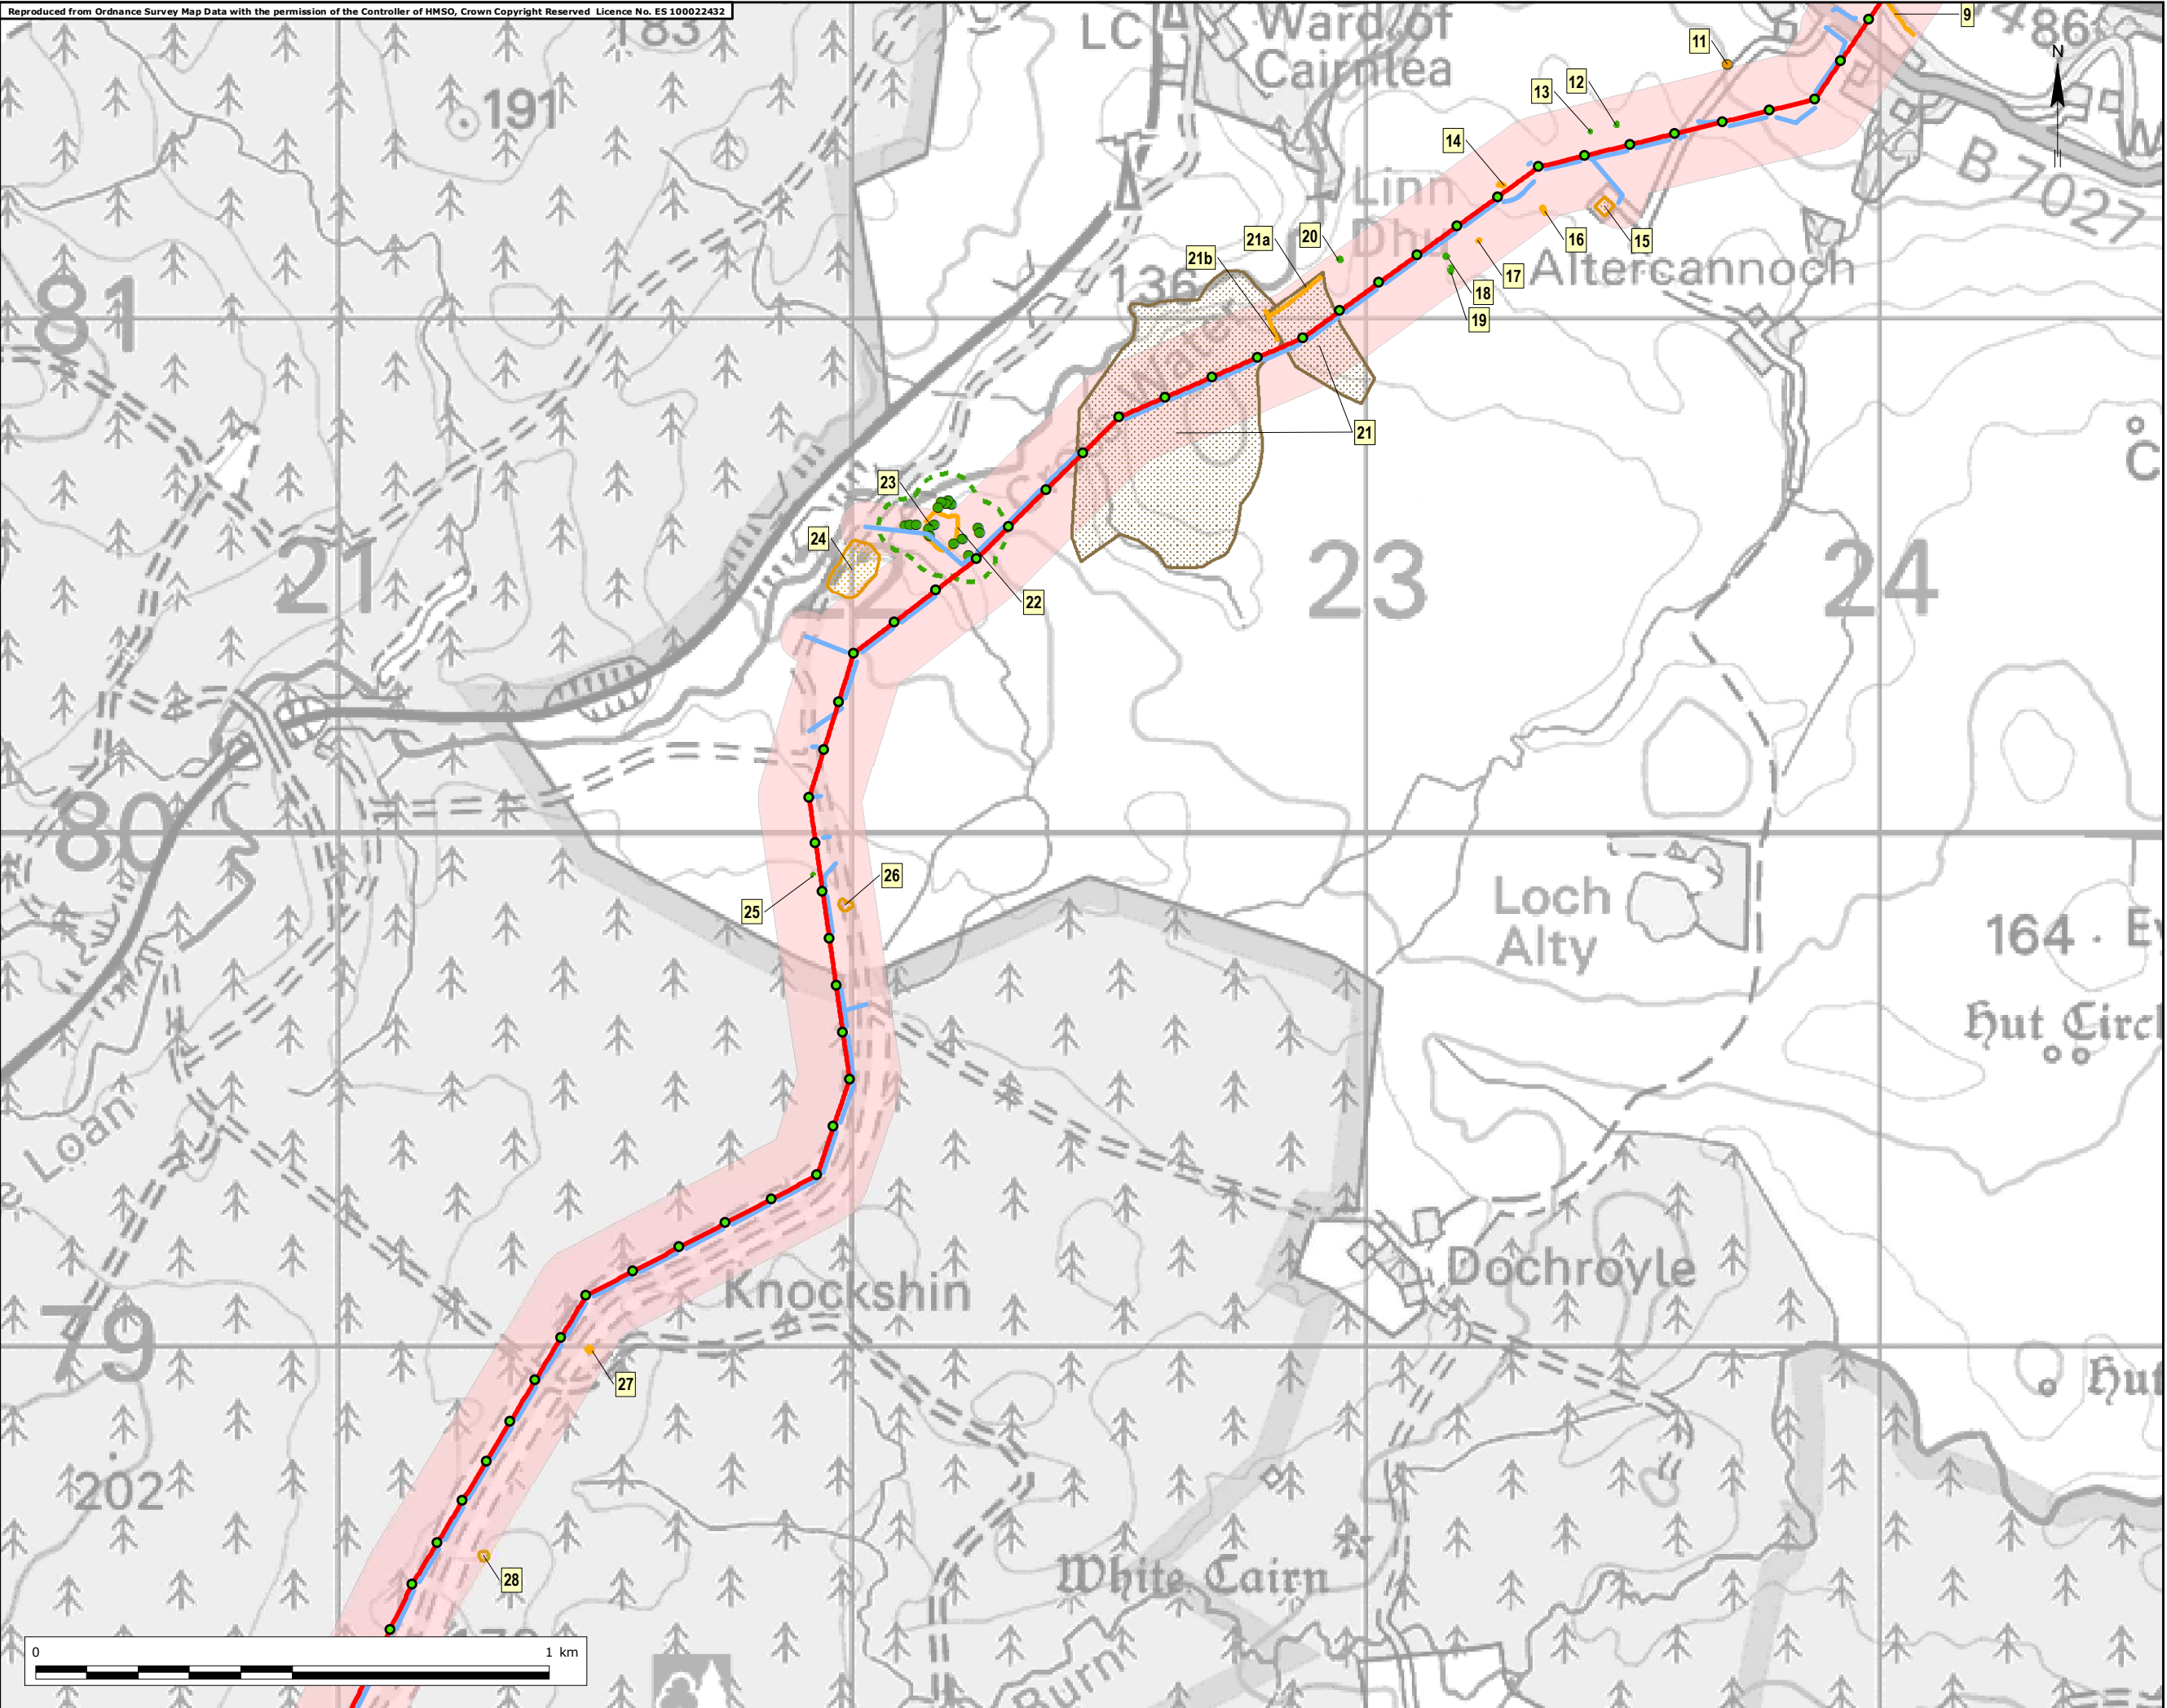 Reproduced from Ordnance Survey Map Data with the permission of the Controller of HMSO, Crown Copyright Reserved Licence No. ES 100022432
183
LC
Ward of
Cairnlea
9
486
N
11
191
12
13
14
B 7027
Linn
Dhu
15
16
17
18
19
20
21a
21b
136
Altercannoch
81
Water
21
C
23
24
22
21
22
23
24
80
26
25
Loch
Alty
164
Hut Circl
Loan
79
Knockshin
Dochroyle
27
Hut
202
28
White Cairn
Burn
0
1 km